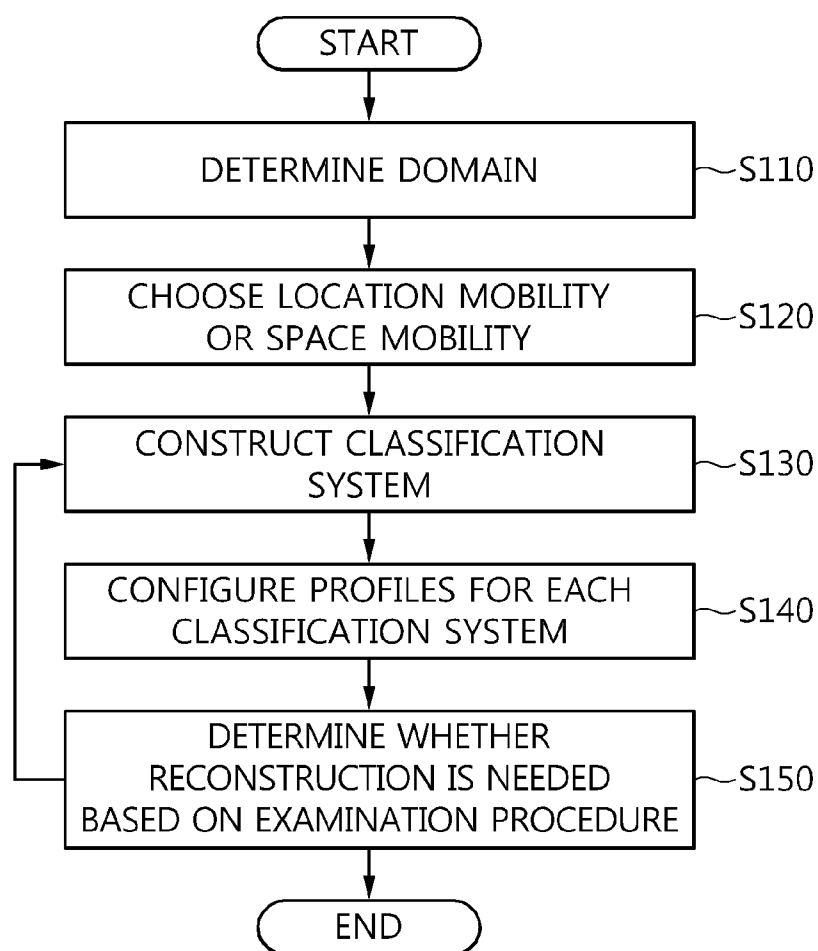 START
DETERMINE DOMAIN
S110
CHOOSE LOCATION MOBILITY
OR SPACE MOBILITY
S120
CONSTRUCT CLASSIFICATION
SYSTEM
S130
CONFIGURE PROFILES FOR EACH
CLASSIFICATION SYSTEM
S140
DETERMINE WHETHER
RECONSTRUCTION IS NEEDED
BASED ON EXAMINATION PROCEDURE
S150
END